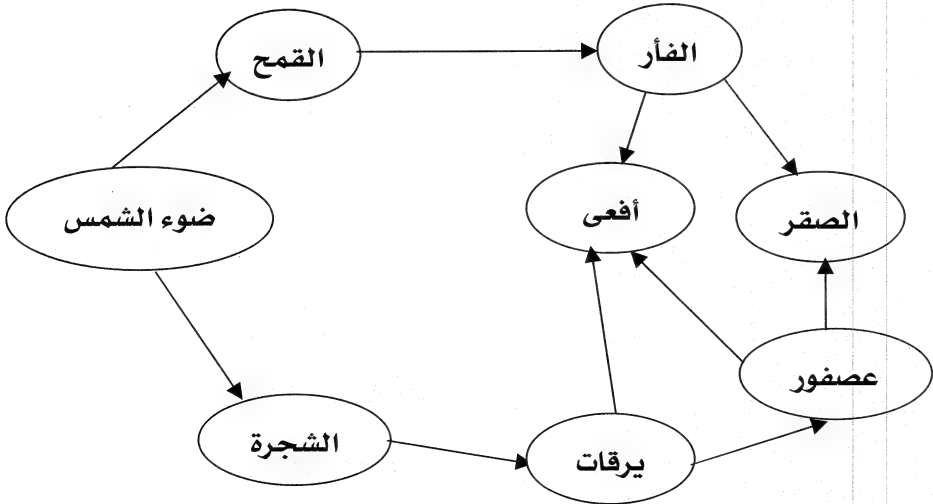 القمح
الفأر
ضوء الشمس
أفعى
الصقر
عصفور
الشجرة
يرقات